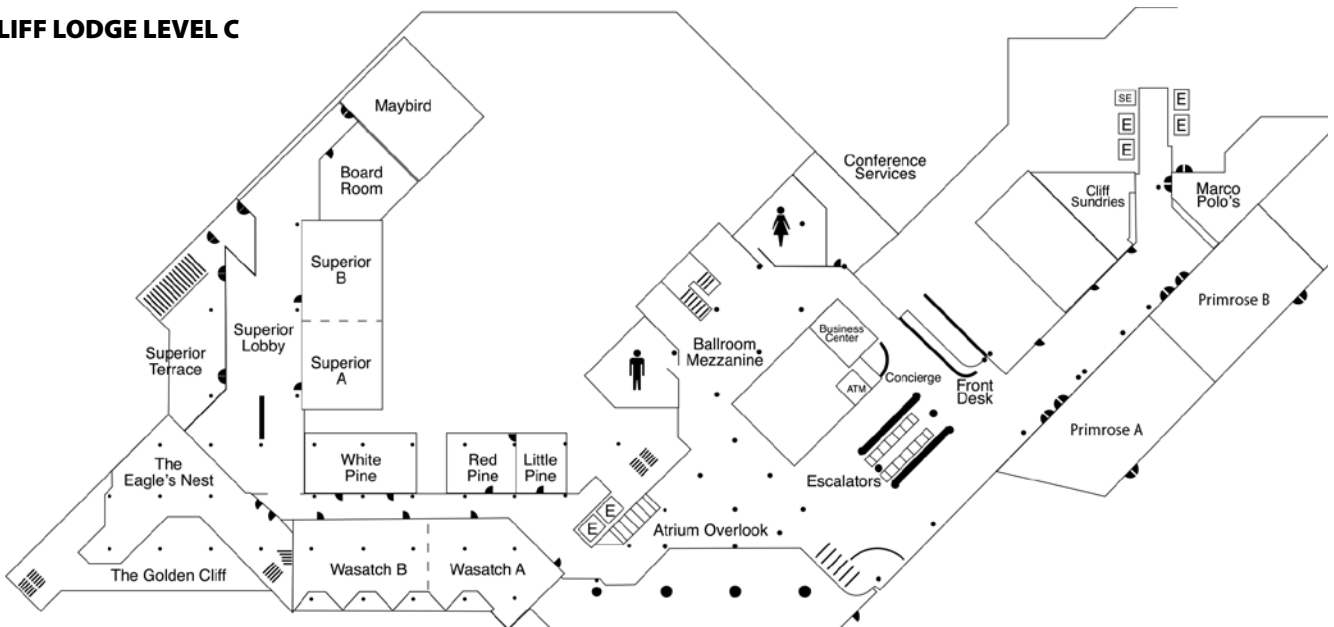 LIFF LODGE LEVEL C
Maybird
Board
Room
Conference
Services
SE
E
E
E
E
Cliff
Sundries
Marco
Polo's
Superior
B
Superior
Lobby
Superior
A
Superior
Terrace
Ballroom
Mezzanine
Business
Center
ATM
Concierge
Front
Desk
Primrose B
Primrose A
The
Eagle's Nest
White
Pine
Red
Pine
Little
Pine
Escalators
E
E
Atrium Overlook
The Golden Cliff
Wasatch B
Wasatch A